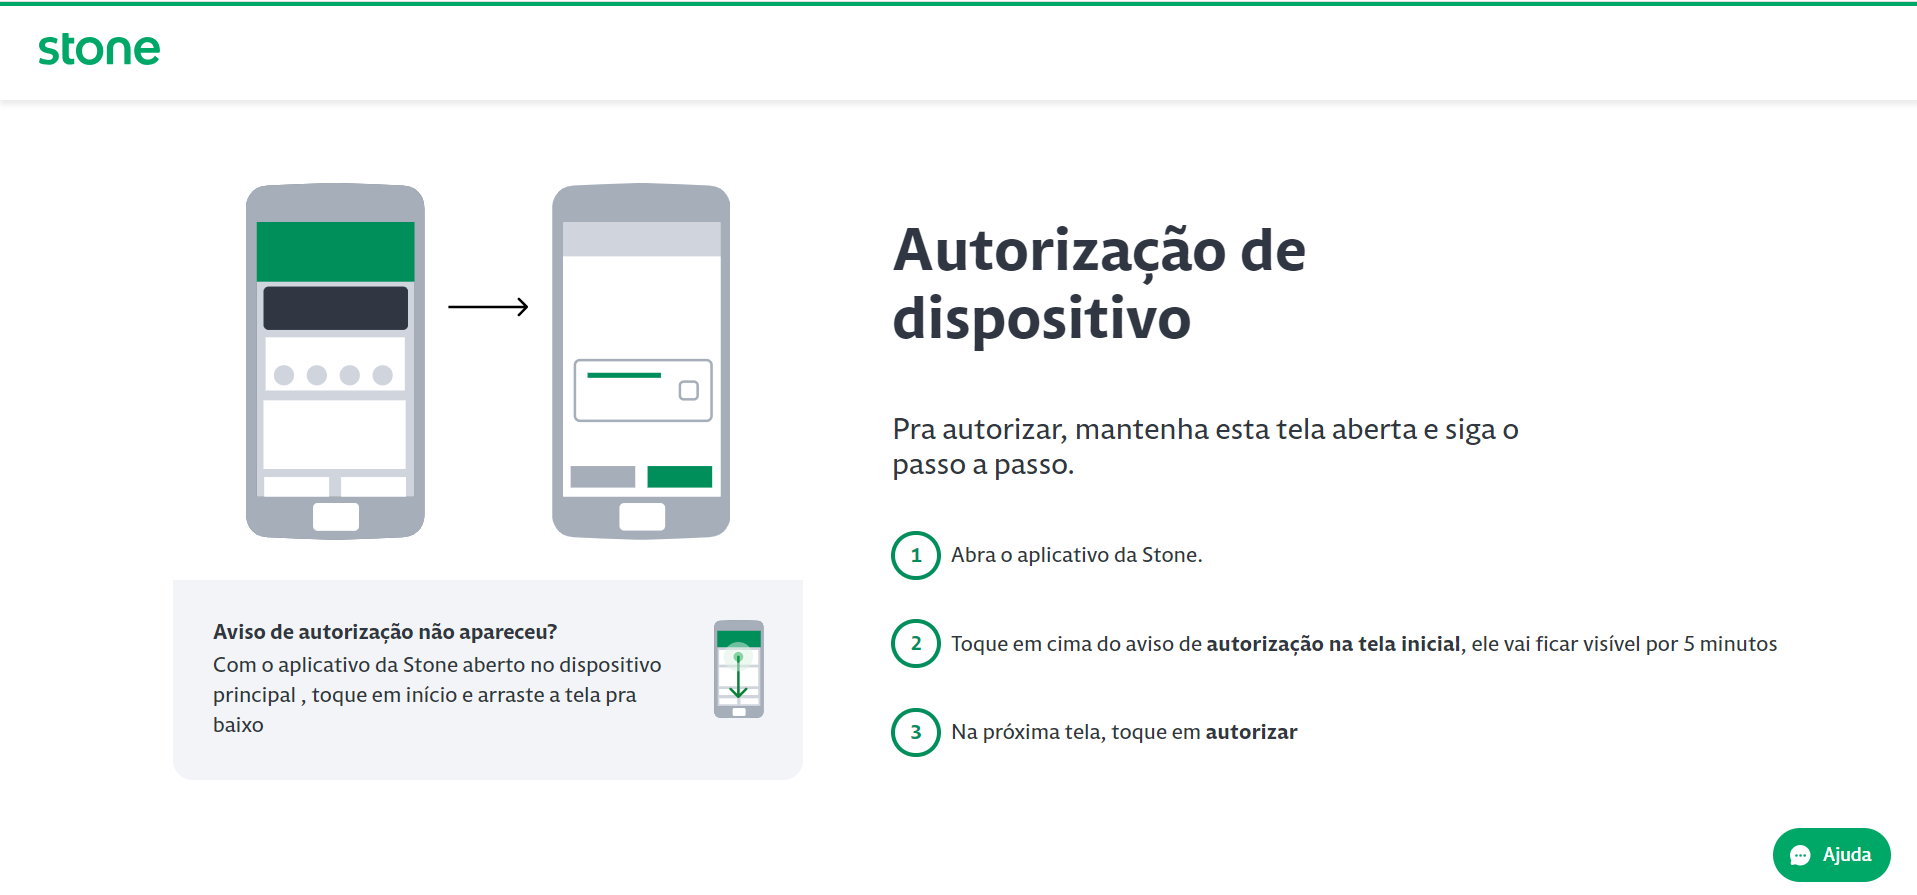 stone
Autorização de
dispositivo
Pra autorizar, mantenha esta tela aberta e siga o
passo a passo.
1 Abra o aplicativo da Stone.
2 Toque em cima do aviso de autorização na tela inicial, ele vai ficar visível por 5 minutos
3 Na próxima tela, toque em autorizar
Aviso de autorização não apareceu?
Com o aplicativo da Stone aberto no dispositivo
principal , toque em início e arraste a tela pra
baixo
Ajuda